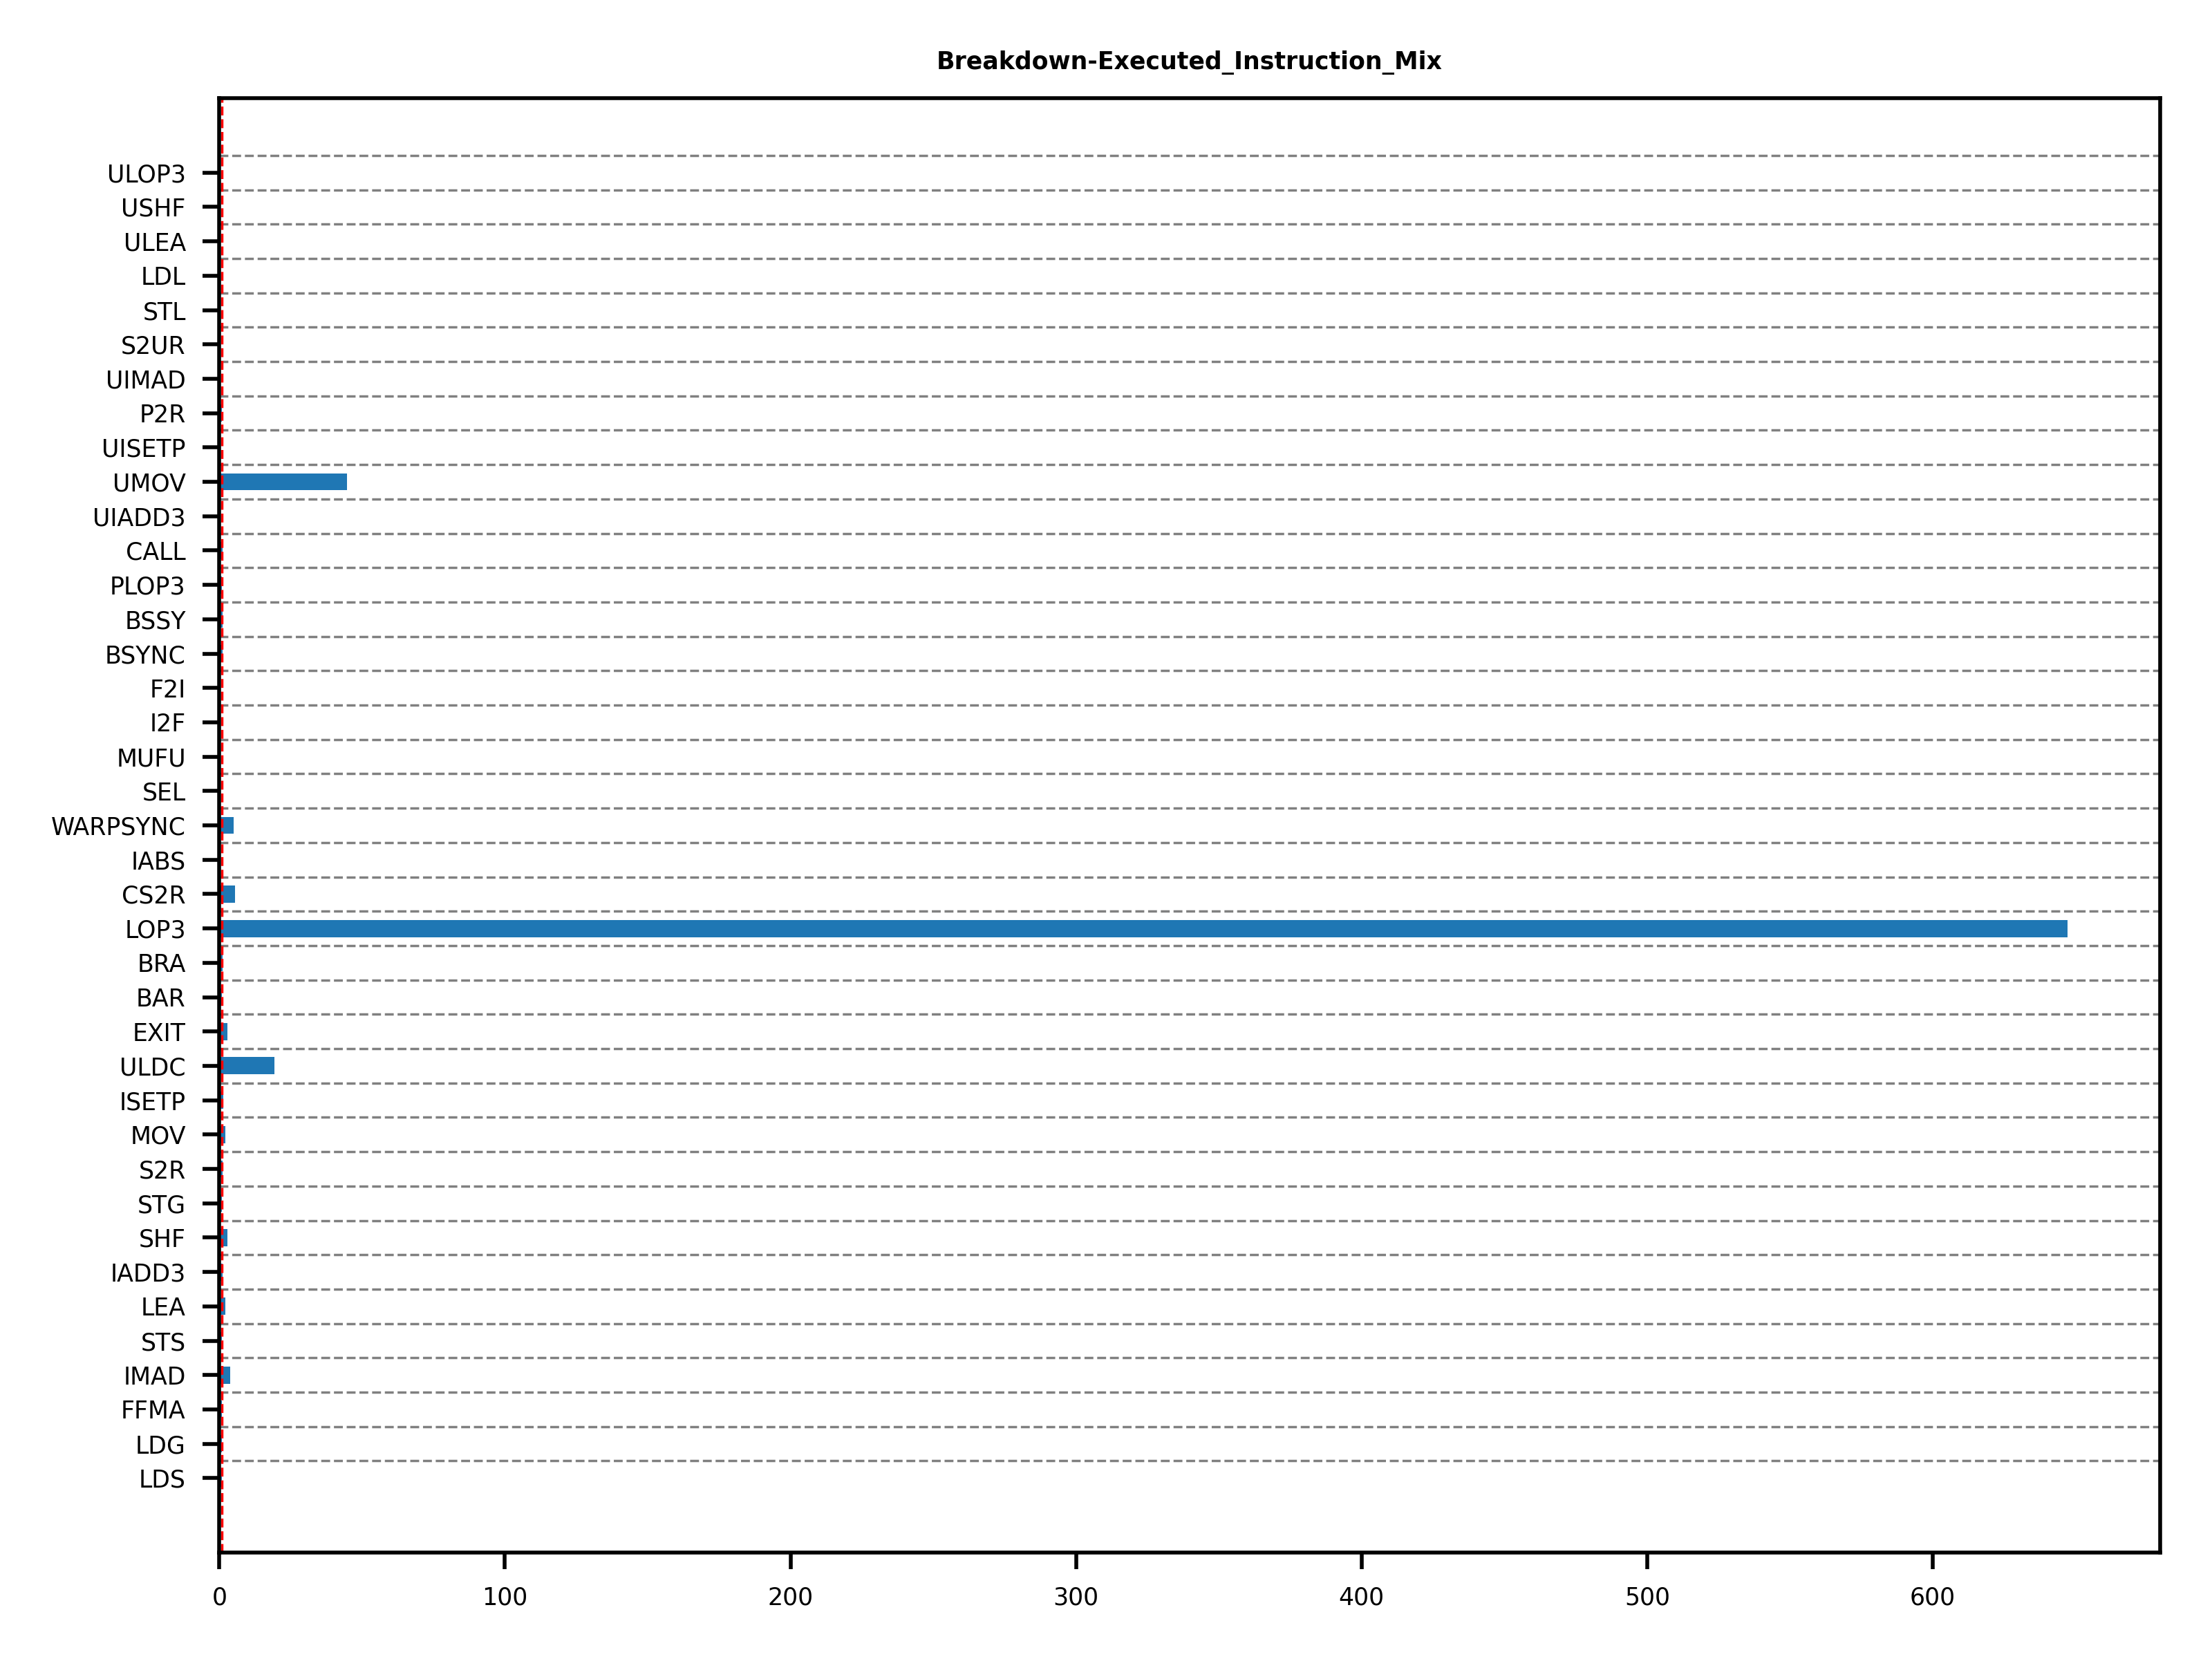 Breakdown-Executed_Instruction_Mix
ULOP3
USHF
ULEA
LDL
STL
S2UR
UIMAD
P2R
UISETP
UMOV
UIADD3
CALL
PLOP3
BSSY
BSYNC
F2I
I2F
MUFU
SEL
WARPSYNC
IABS
CS2R
LOP3
BRA
BAR
EXIT
ULDC
ISETP
MOV
S2R
STG
SHF
IADD3
LEA
STS
IMAD
FFMA
LDG
LDS
0 100 200 300 400 500 600